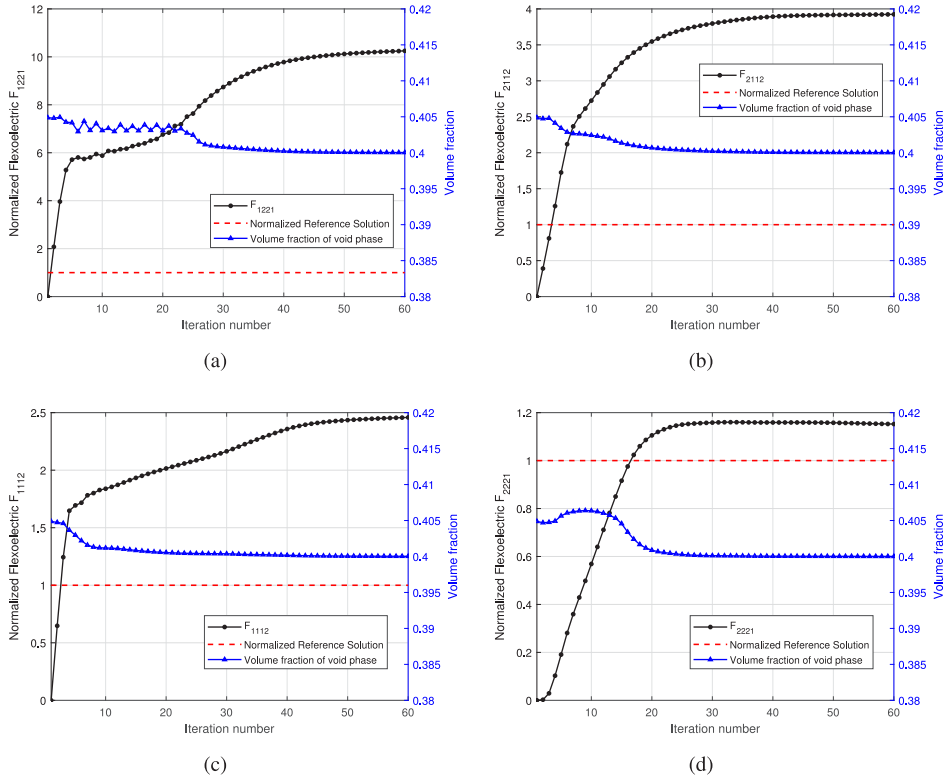 12
10
8
6
4
2
0
Normalized Flexoelectric F1221
0.42
0.415
0.41
0.405
0.4
0.395
0.39
0.385
0.38
Volume fraction
F1221
Normalized Reference Solution
Volume fraction of void phase
10 20 30 40 50 60
Iteration number
(a)
4
3.5
3
2.5
2
1.5
1
0.5
0
Normalized Flexoelectric F2112
0.42
0.415
0.41
0.405
0.4
0.395
0.39
0.385
0.38
Volume fraction
F2112
Normalized Reference Solution
Volume fraction of void phase
10 20 30 40 50 60
Iteration number
(b)
2.5
2
1.5
1
0.5
0
Normalized Flexoelectric F1112
0.42
0.415
0.41
0.405
0.4
0.395
0.39
0.385
0.38
Volume fraction
F1112
Normalized Reference Solution
Volume fraction of void phase
10 20 30 40 50 60
Iteration number
(c)
1.2
1
0.8
0.6
0.4
0.2
0
Normalized Flexoelectric F2221
0.42
0.415
0.41
0.405
0.4
0.395
0.39
0.385
0.38
Volume fraction
F2221
Normalized Reference Solution
Volume fraction of void phase
10 20 30 40 50 60
Iteration number
(d)